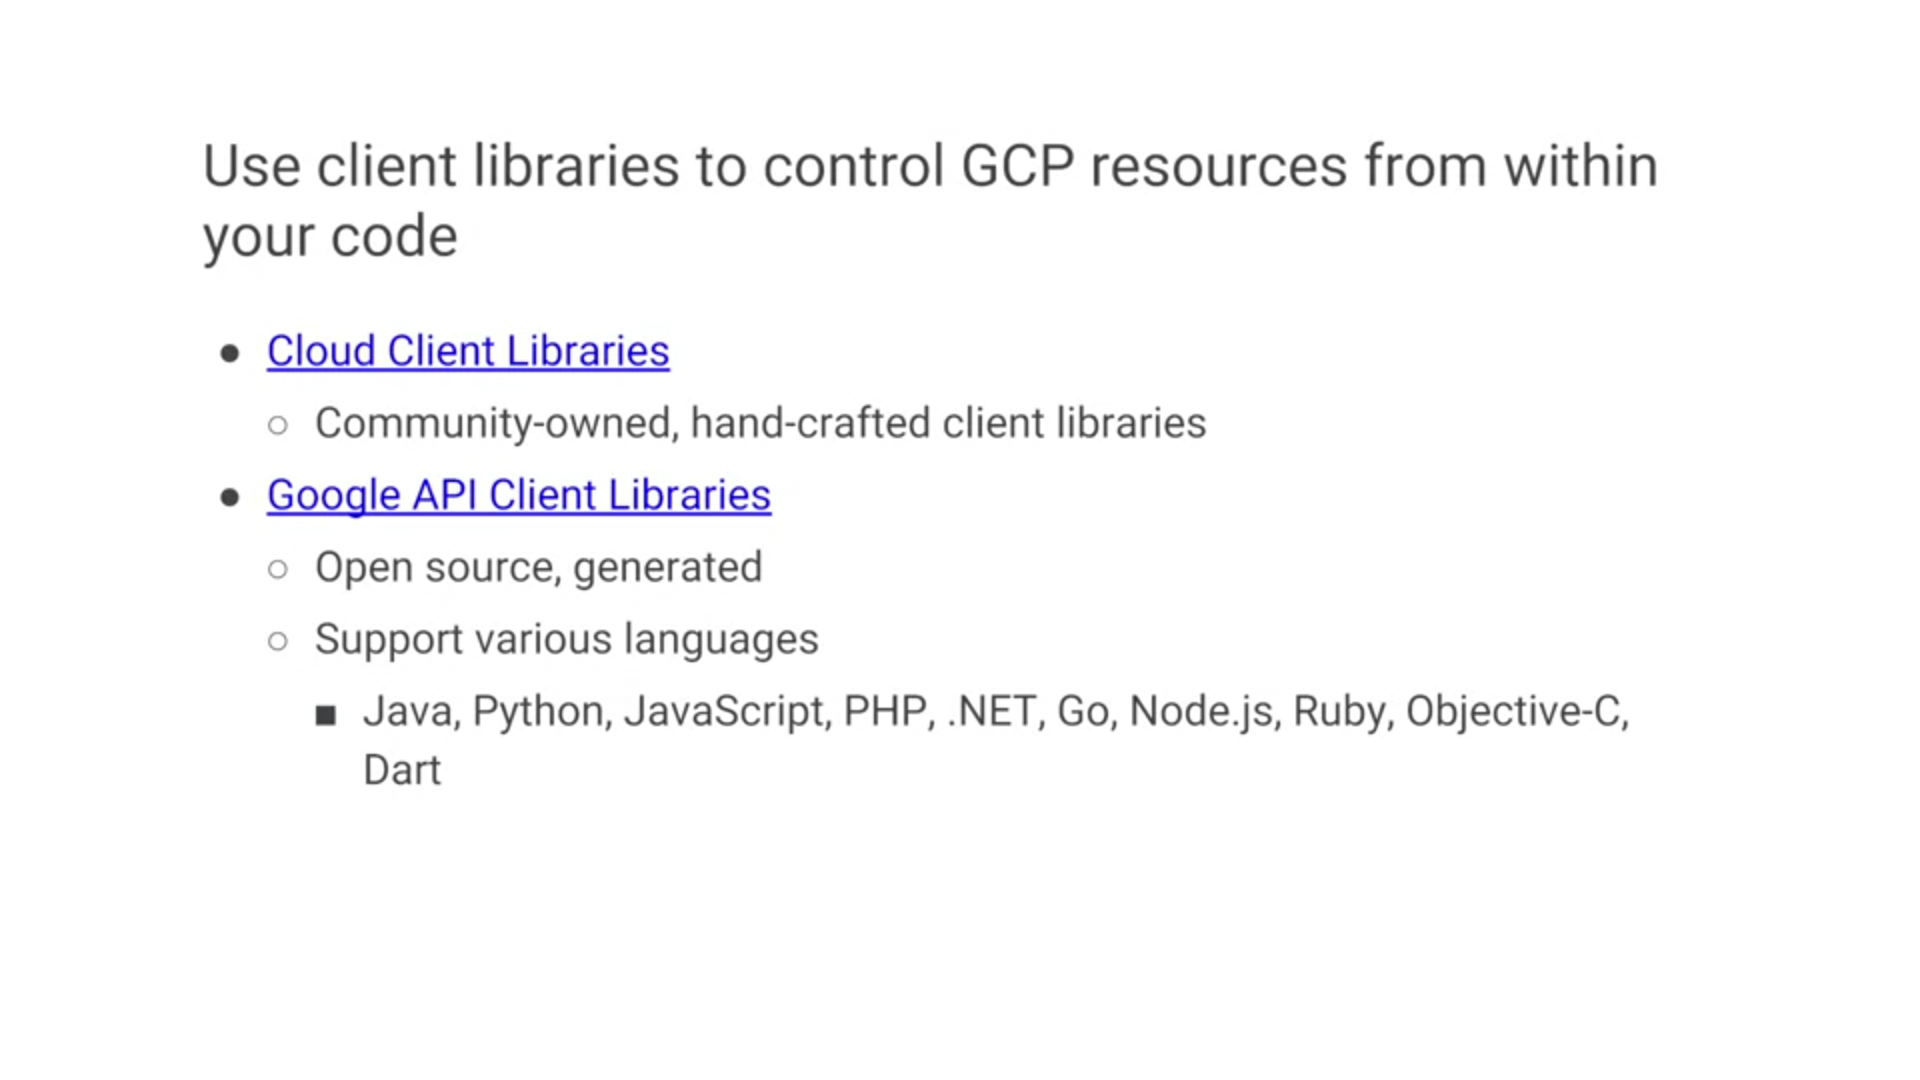 Use client libraries to control GCP resources from within
your code
● Cloud Client Libraries
○ Community-owned, hand-crafted client libraries
● Google API Client Libraries
○ Open source, generated
○ Support various languages
■ Java, Python, JavaScript, PHP, .NET, Go, Node.js, Ruby, Objective-C,
Dart